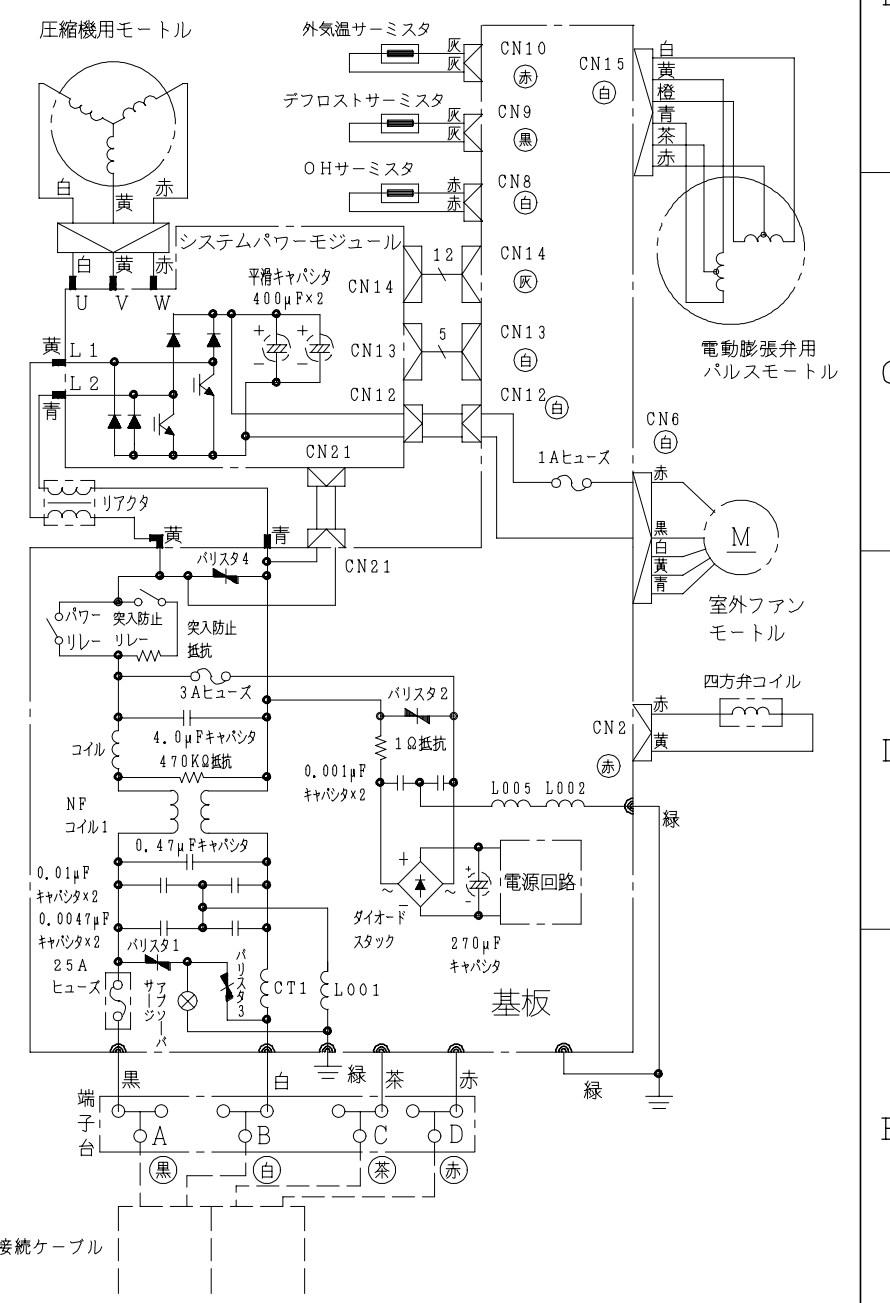 圧縮機用モートル
外気温サーミスタ
灰
灰
CN10
赤
CN15
白
白
黄
橙
青
茶
赤
デフロストサーミスタ
灰
灰
CN9
黒
OHサーミスタ
赤
赤
CN8
白
白
黄
赤
白
黄
赤
U
V
W
システムパワーモジュール
平滑キャパシタ
400μF×2
CN14
12
CN14
灰
CN13
5
CN13
白
CN12
CN12
白
電動膨張弁用
パルスモートル
黄
L1
L2
青
CN6
白
CN21
1Aヒューズ
赤
黒
白
黄
青
M
室外ファン
モートル
リアクタ
黄
青
CN21
バリスタ4
パワー
リレー
突入防止
リレー
突入防止
抵抗
3Aヒューズ
バリスタ2
四方弁コイル
赤
黄
CN2
赤
コイル
4.0μFキャパシタ
470KΩ抵抗
1Ω抵抗
0.001μF
キャパシタ×2
L005
L002
緑
NF
コイル1
0.47μFキャパシタ
0.01μF
キャパシタ×2
0.0047μF
キャパシタ×2
電源回路
ダイオード
スタック
270μF
キャパシタ
バリスタ1
25A
ヒューズ
サージ
アブソーバ
バリスタ3
CT1
L001
基板
黒
白
緑
茶
赤
緑
端子台
A
B
C
D
黒
白
茶
赤
接続ケーブル
C